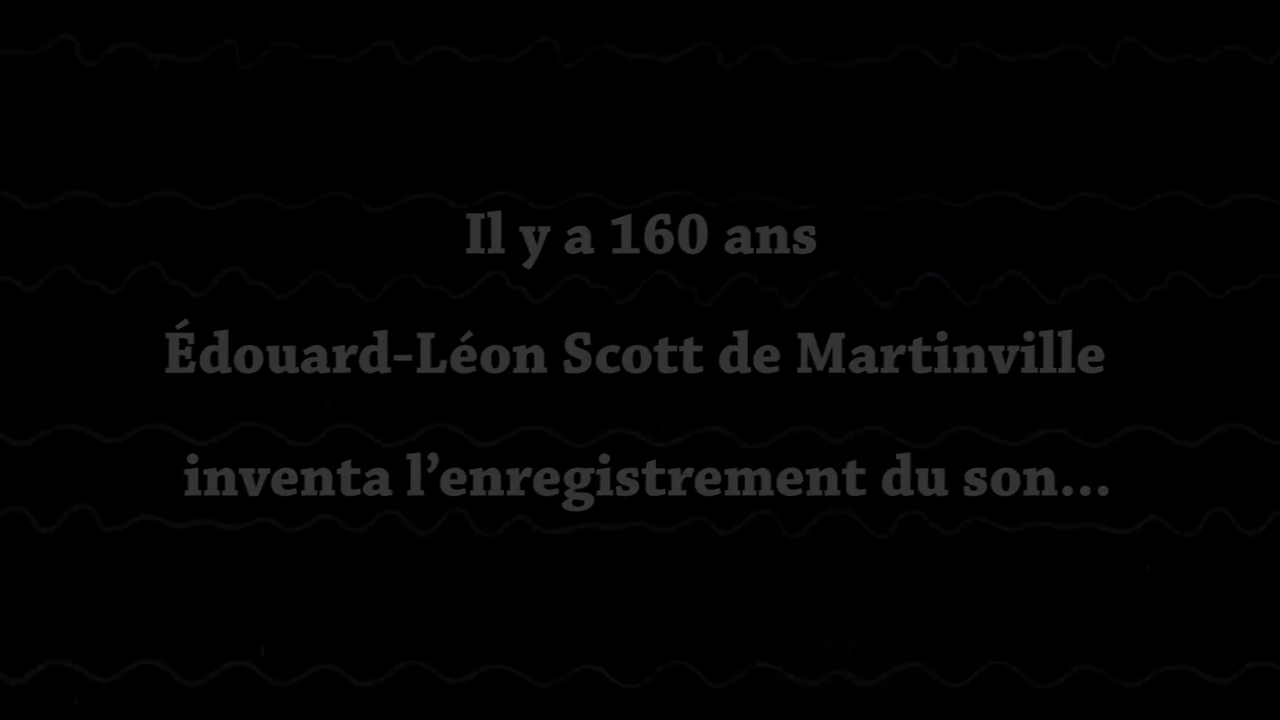 Il y a 160 ans
Édouard-Léon Scott de Martinville
inventa l’enregistrement du son...